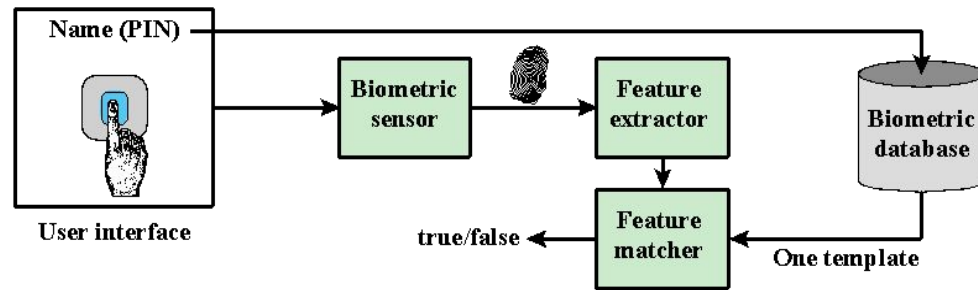 Name (PIN)
Biometric
sensor
Feature
extractor
Biometric
database
User interface
true/false
Feature
matcher
One template